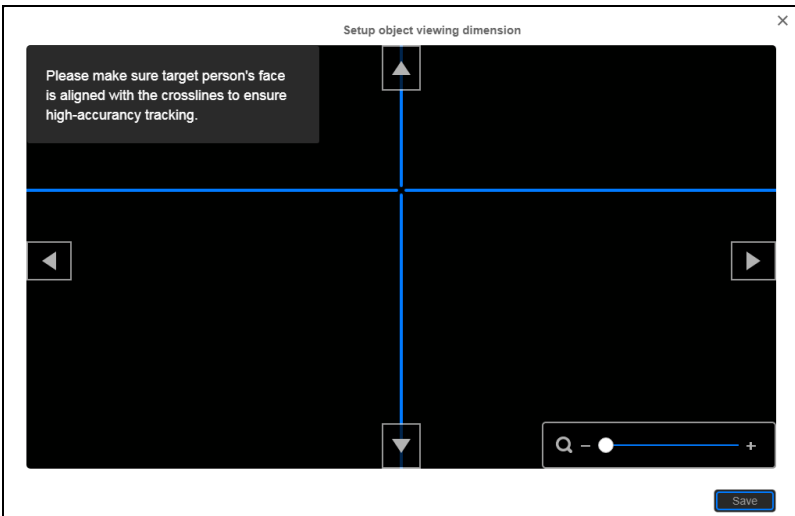 Setup object viewing dimension
Please make sure target person's face
is aligned with the crosslines to ensure
high-accurancy tracking.
Save